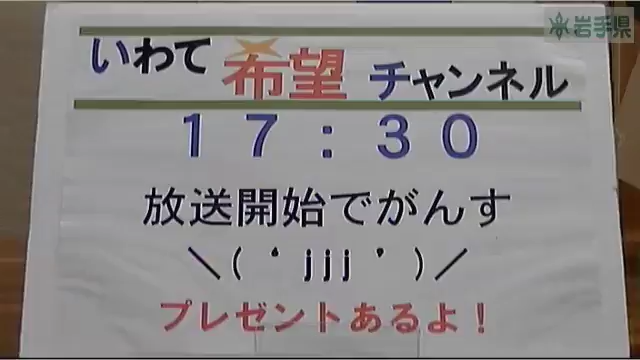 岩手県
いわて希望チャンネル
１７：３０
放送開始でがんす
＼( ‘ jjj ’ )／
プレゼントあるよ！